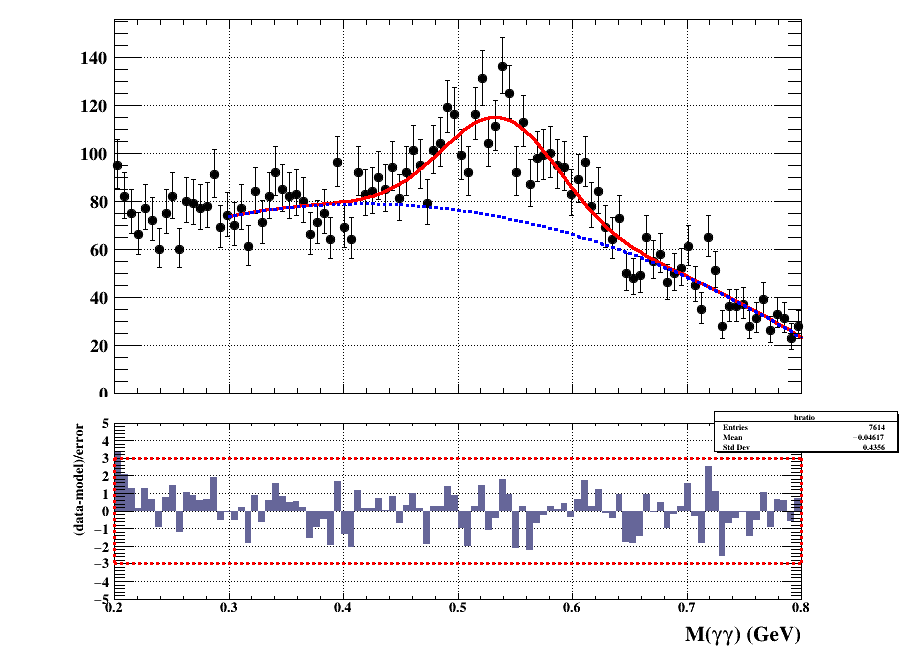 140
120
100
80
60
40
20
0
hratio
Entries 7614
Mean −0.04617
Std Dev 0.4356
(data-model)/error
5
4
3
2
1
0
−1
−2
−3
−4
−5
0.2 0.3 0.4 0.5 0.6 0.7 0.8
M(γγ) (GeV)